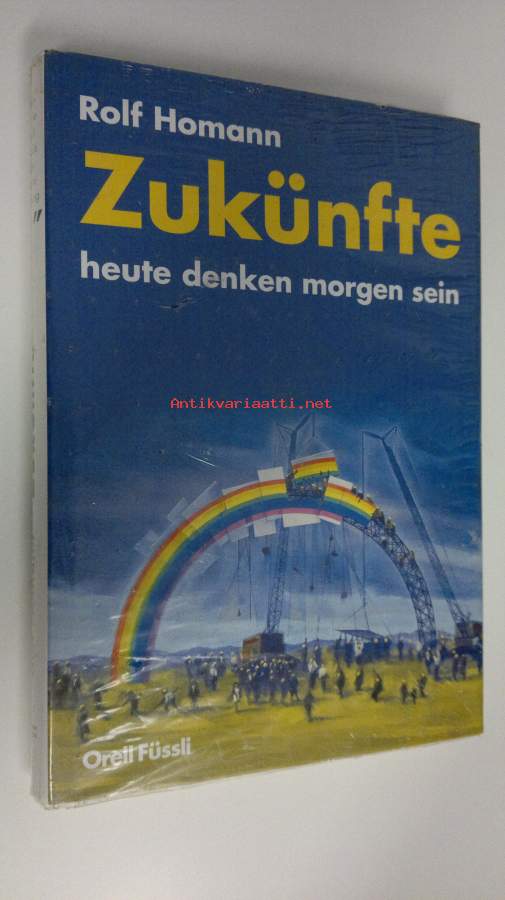 Rolf Homann
Zukünfte
heute denken morgen sein
Antikvariaatti.net
Orell Füssli